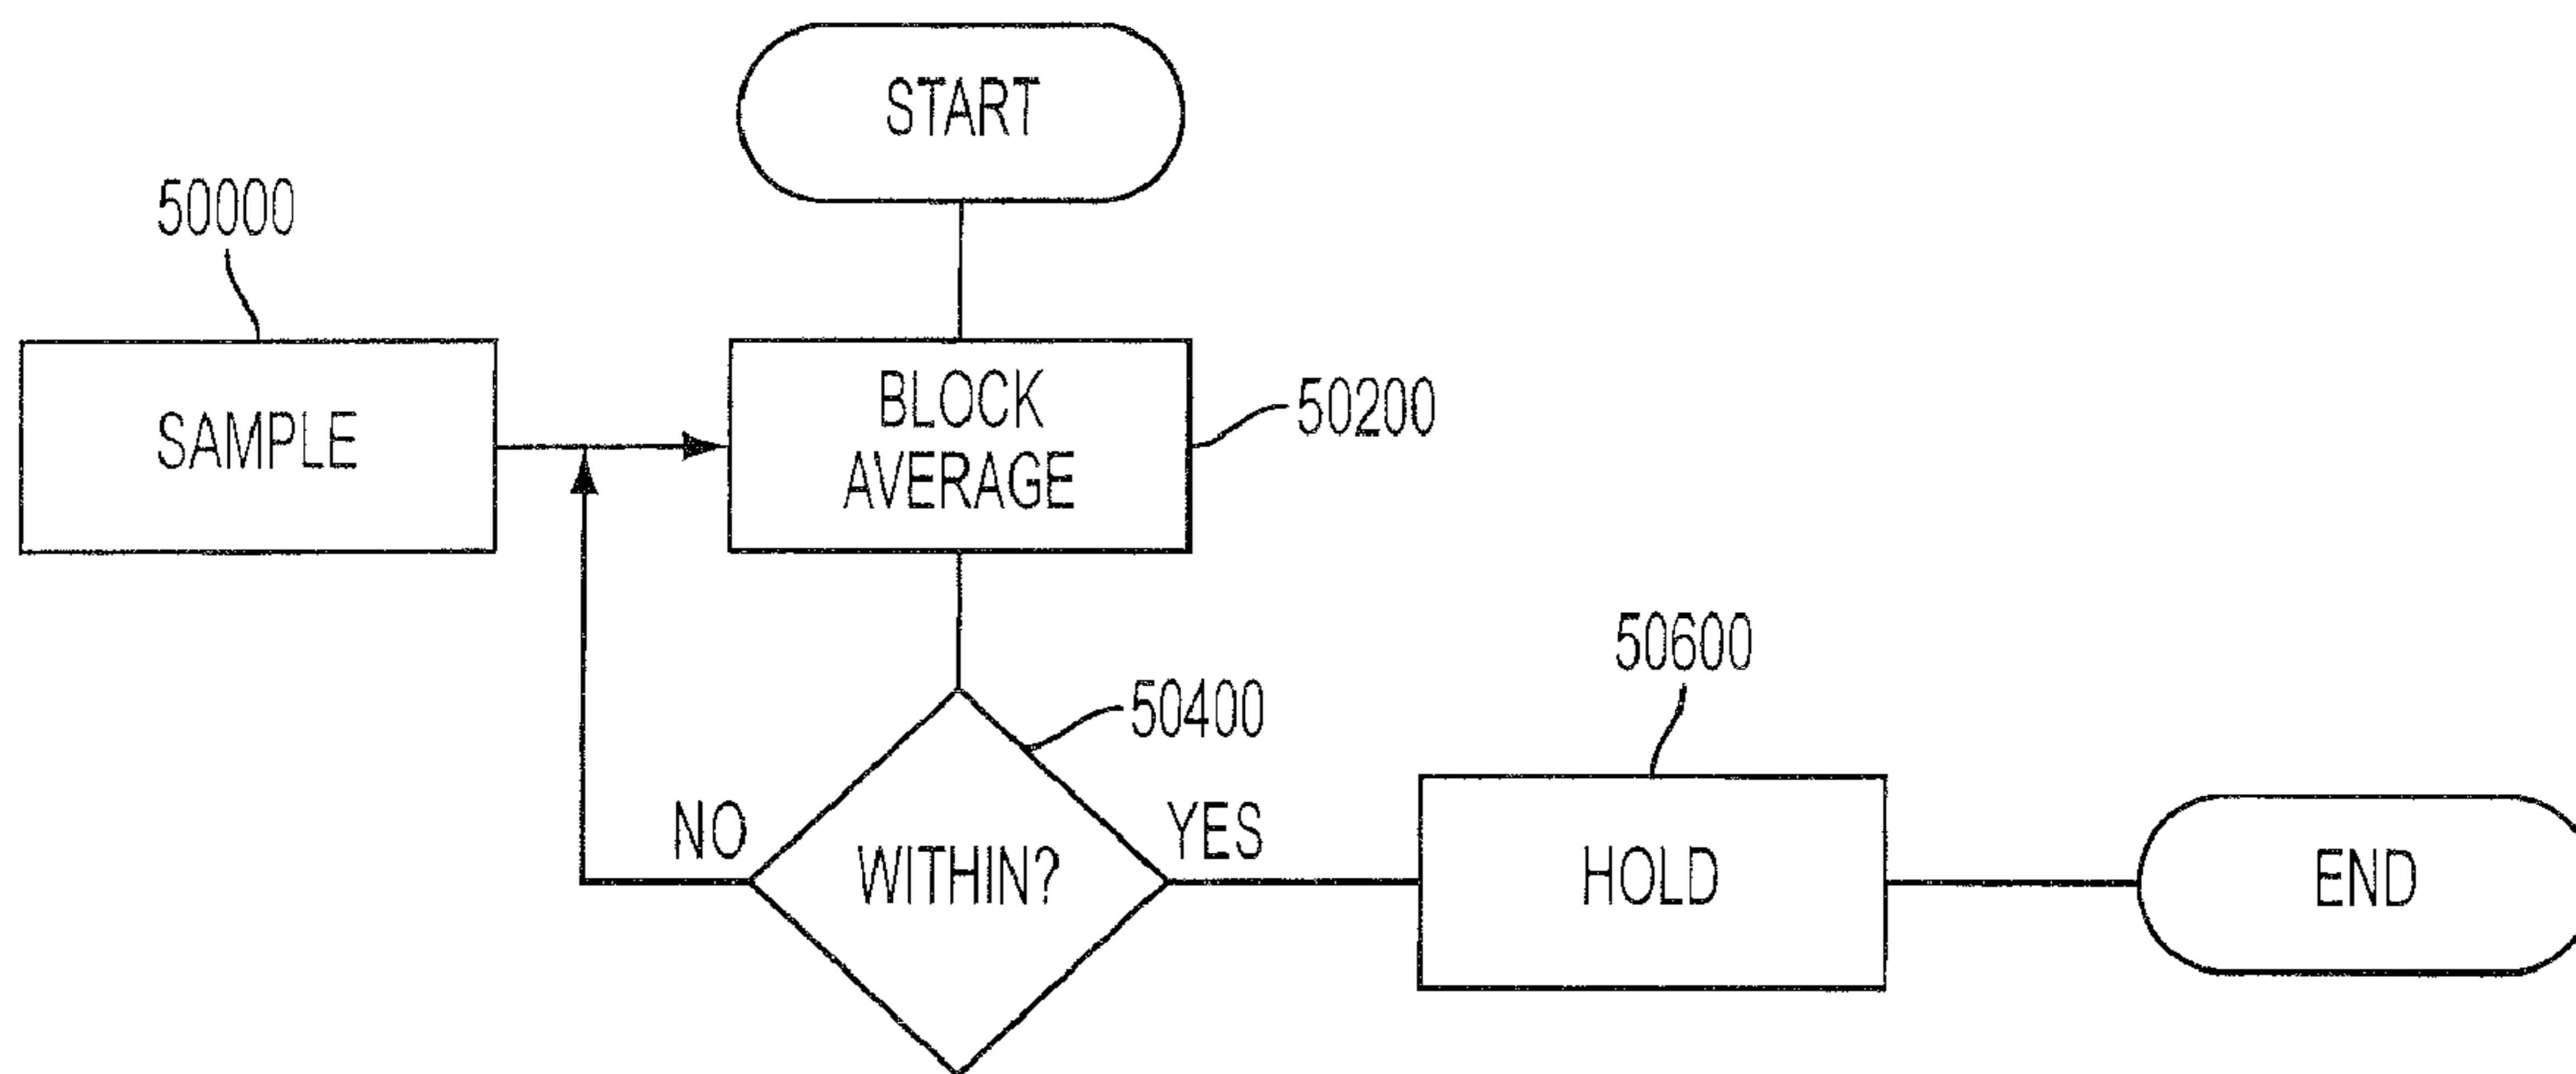 START
50000
SAMPLE
BLOCK
AVERAGE
50200
50400
NO
WITHIN?
YES
50600
HOLD
END